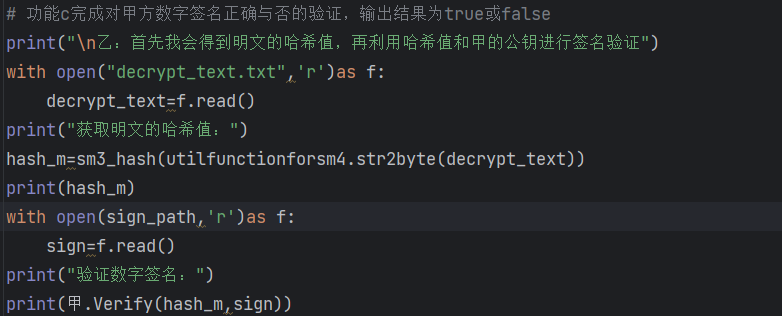 # 功能c完成对甲方数字签名正确与否的验证，输出结果为true或false
print("\n乙：首先我会得到明文的哈希值，再利用哈希值和甲的公钥进行签名验证")
with open("decrypt_text.txt",'r')as f:
    decrypt_text=f.read()
print("获取明文的哈希值：")
hash_m=sm3_hash(utilfunctionforsm4.str2byte(decrypt_text))
print(hash_m)
with open(sign_path,'r')as f:
    sign=f.read()
print("验证数字签名：")
print(甲.Verify(hash_m,sign))